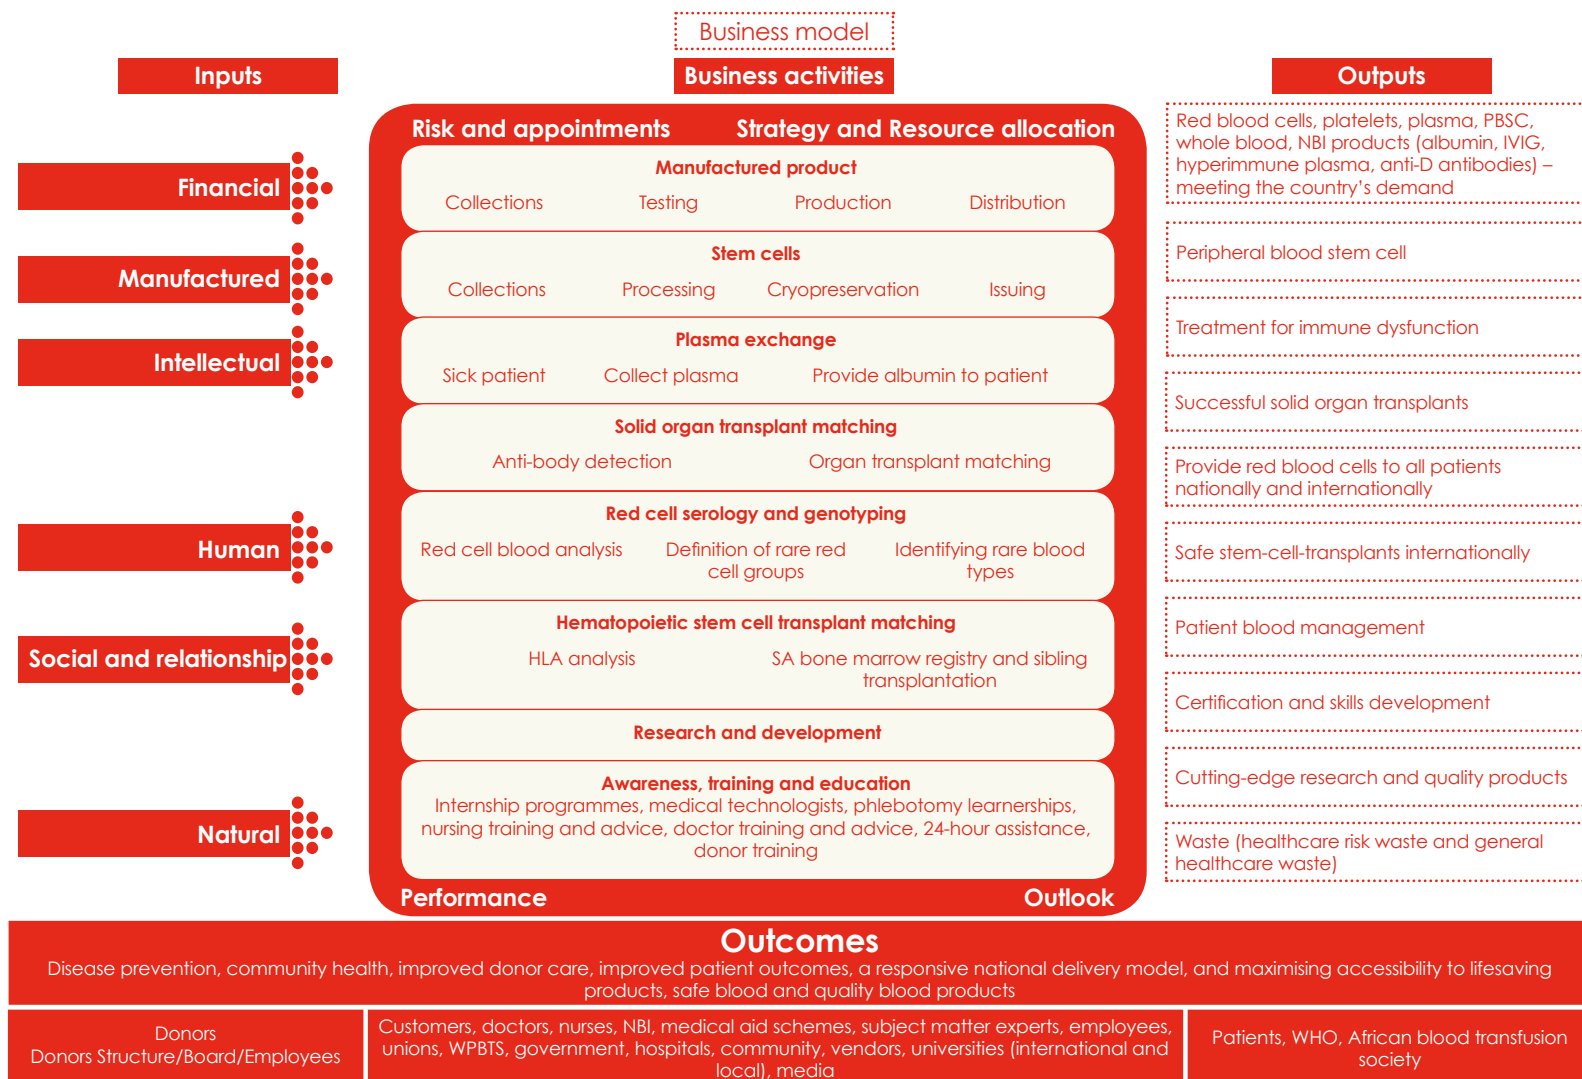 Business model
Inputs
Business activities
Outputs
Financial
Manufactured
Intellectual
Human
Social and relationship
Natural
Risk and appointments
Strategy and Resource allocation
Manufactured product
Collections Testing Production Distribution
Stem cells
Collections Processing Cryopreservation Issuing
Plasma exchange
Sick patient Collect plasma Provide albumin to patient
Solid organ transplant matching
Anti-body detection Organ transplant matching
Red cell serology and genotyping
Red cell blood analysis
Definition of rare red
cell groups
Identifying rare blood
types
Hematopoietic stem cell transplant matching
HLA analysis
SA bone marrow registry and sibling
transplantation
Research and development
Awareness, training and education
Internship programmes, medical technologists, phlebotomy learnerships,
nursing training and advice, doctor training and advice, 24-hour assistance,
donor training
Performance
Outlook
Red blood cells, platelets, plasma, PBSC,
whole blood, NBI products (albumin, IVIG,
hyperimmune plasma, anti-D antibodies) –
meeting the country’s demand
Peripheral blood stem cell
Treatment for immune dysfunction
Successful solid organ transplants
Provide red blood cells to all patients
nationally and internationally
Safe stem-cell-transplants internationally
Patient blood management
Certification and skills development
Cutting-edge research and quality products
Waste (healthcare risk waste and general
healthcare waste)
Outcomes
Disease prevention, community health, improved donor care, improved patient outcomes, a responsive national delivery model, and maximising accessibility to lifesaving
products, safe blood and quality blood products
Donors
Donors Structure/Board/Employees
Customers, doctors, nurses, NBI, medical aid schemes, subject matter experts, employees,
unions, WPBTS, government, hospitals, community, vendors, universities (international and
local), media
Patients, WHO, African blood transfusion
society